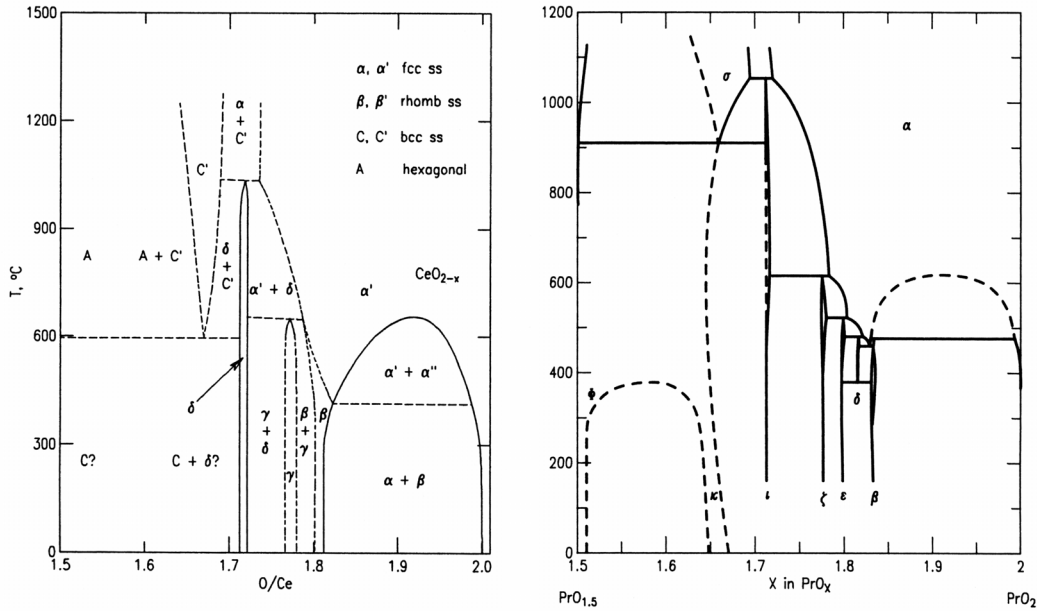 1500
1200
900
600
300
0
T, °C
1.5
1.6
1.7
1.8
1.9
2.0
O/Ce
α, α' fcc ss
β, β' rhomb ss
C, C' bcc ss
A hexagonal
α
+
C'
C'
A
A + C'
δ
+
C'
α' + δ
α'
CeO2-x
α' + α''
δ
γ
+
δ
β
+
γ
β
γ
C?
C + δ?
α + β
1200
1000
800
600
400
200
0
σ
α
Φ
δ
κ
ι
ζ
ε
β
1.5
1.6
1.7
1.8
1.9
2
X in PrOX
PrO1.5
PrO2